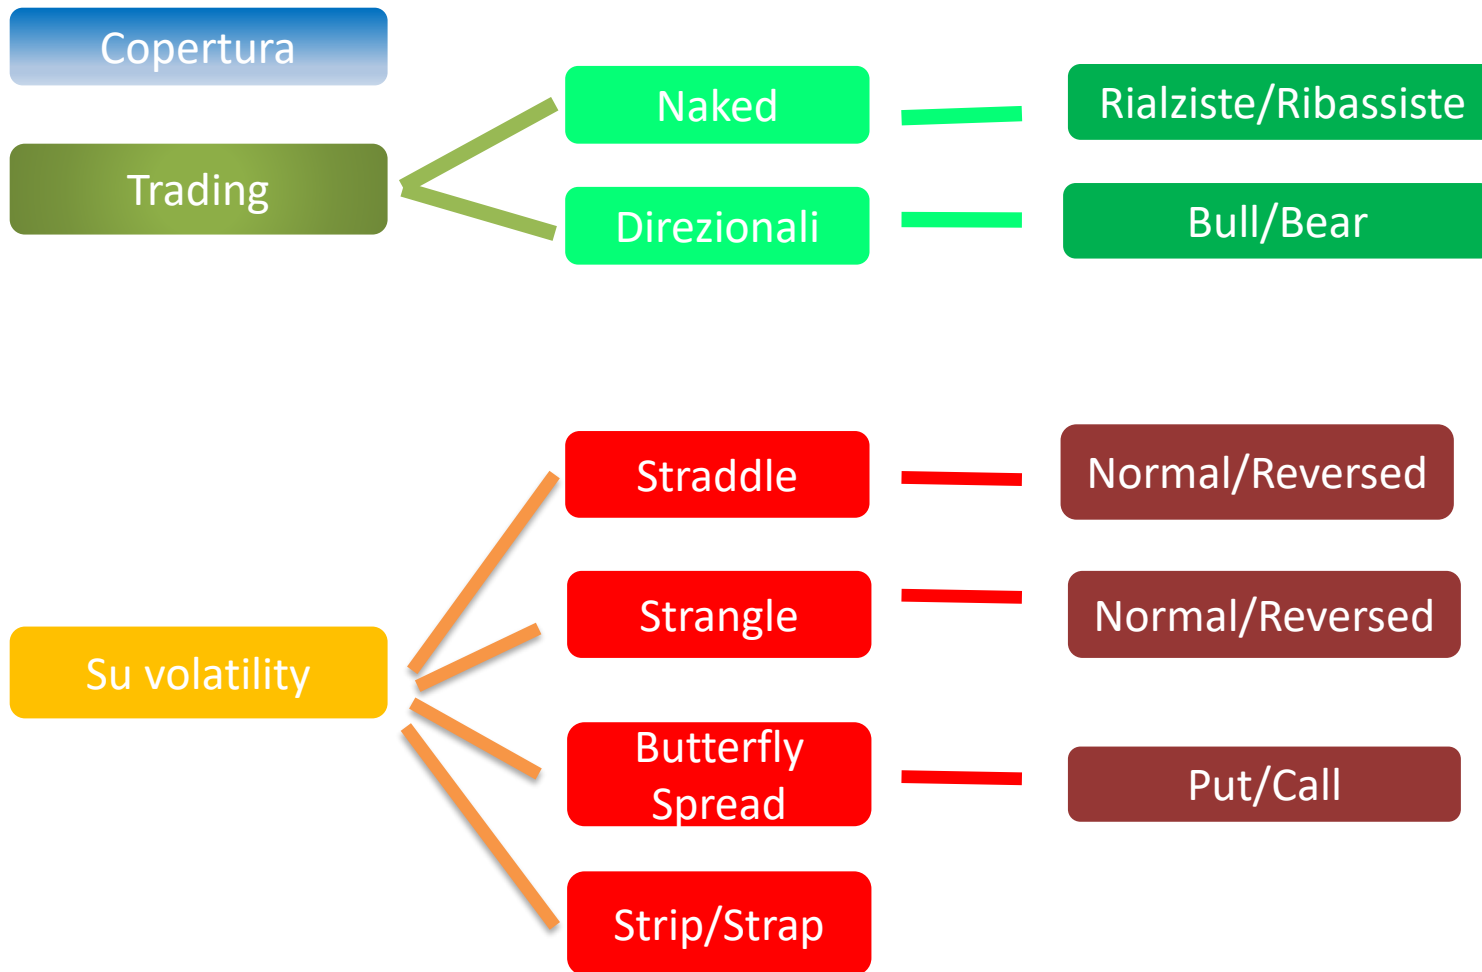 Copertura
Naked
Rialziste/Ribassiste
Trading
Direzionali
Bull/Bear
Straddle
Normal/Reversed
Strangle
Normal/Reversed
Su volatility
Butterfly
Spread
Put/Call
Strip/Strap